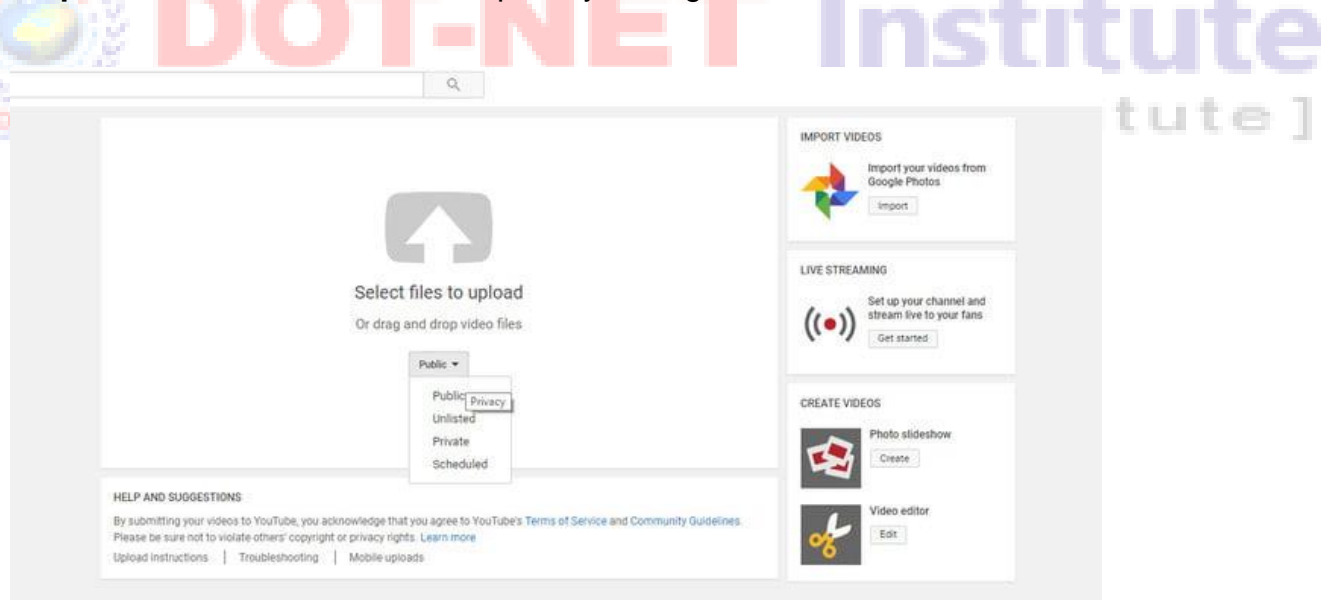 DOT-NET Institute
tute ]
Select files to upload
Or drag and drop video files
Public
Public
Privacy
Unlisted
Private
Scheduled
HELP AND SUGGESTIONS
By submitting your videos to YouTube, you acknowledge that you agree to YouTube's Terms of Service and Community Guidelines.
Please be sure not to violate others' copyright or privacy rights. Learn more
Upload instructions | Troubleshooting | Mobile uploads
IMPORT VIDEOS
Import your videos from
Google Photos
Import
LIVE STREAMING
Set up your channel and
stream live to your fans
Get started
CREATE VIDEOS
Photo slideshow
Create
Video editor
Edit